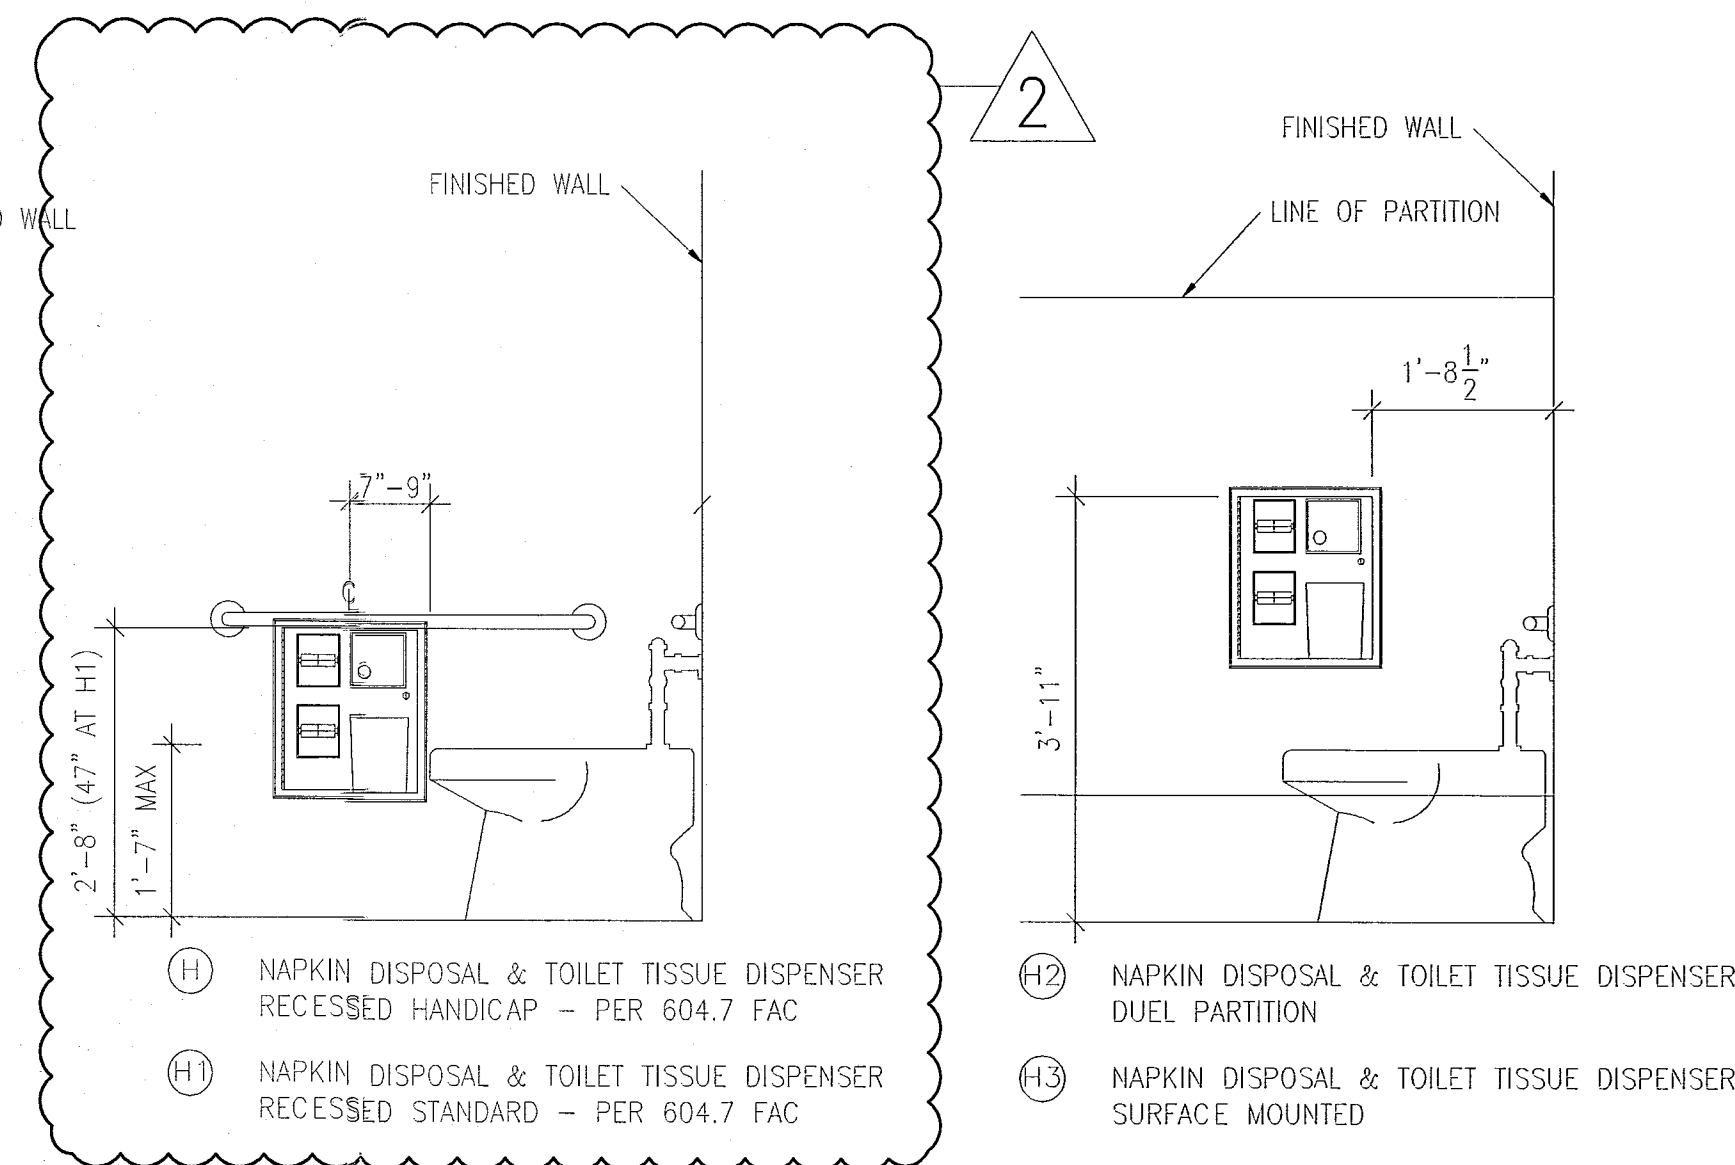 2
FINISHED WALL
FINISHED WALL
WALL
LINE OF PARTITION
1'-8 1/2"
7"-9"
℄
2'-8" (47" AT H1)
1'-7" MAX
3'-11"
H NAPKIN DISPOSAL & TOILET TISSUE DISPENSER
RECESSED HANDICAP - PER 604.7 FAC
H1 NAPKIN DISPOSAL & TOILET TISSUE DISPENSER
RECESSED STANDARD - PER 604.7 FAC
H2 NAPKIN DISPOSAL & TOILET TISSUE DISPENSER
DUEL PARTITION
H3 NAPKIN DISPOSAL & TOILET TISSUE DISPENSER
SURFACE MOUNTED